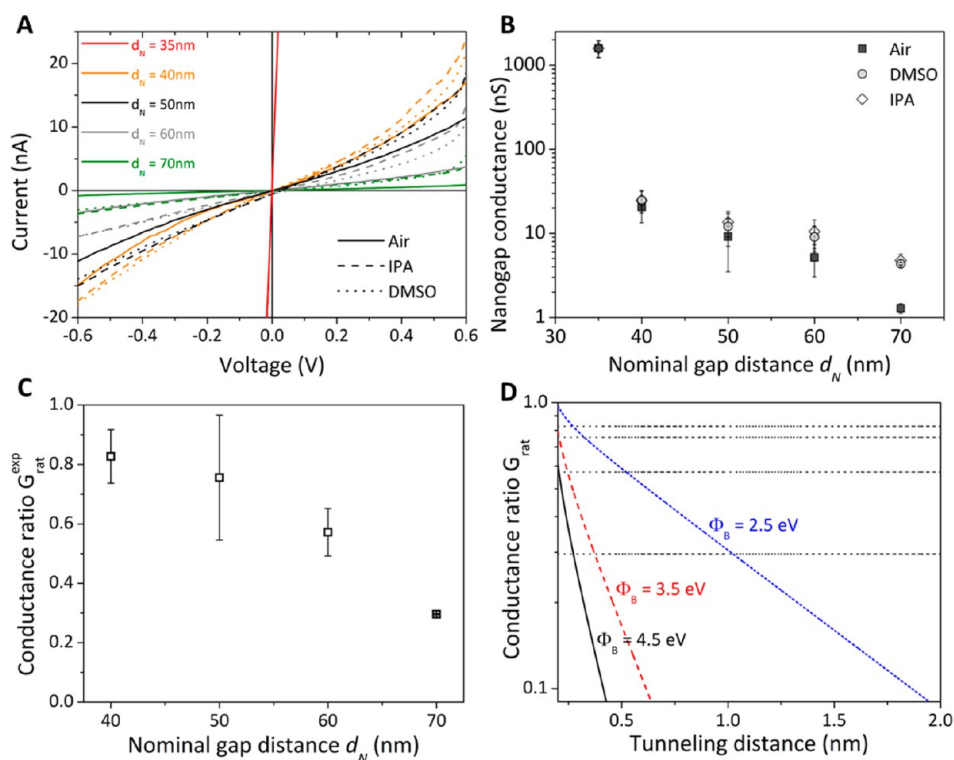 A
d_N = 35nm
d_N = 40nm
d_N = 50nm
d_N = 60nm
d_N = 70nm
Air
IPA
DMSO
20
10
0
-10
-20
-0.6
-0.4
-0.2
0.0
0.2
0.4
0.6
Current (nA)
Voltage (V)
B
Air
DMSO
IPA
1000
100
10
1
30
40
50
60
70
Nanogap conductance (nS)
Nominal gap distance d_N (nm)
C
1.0
0.8
0.6
0.4
0.2
0.0
40
50
60
70
Conductance ratio G_rat^exp
Nominal gap distance d_N (nm)
D
1.0
0.1
Φ_B = 2.5 eV
Φ_B = 3.5 eV
Φ_B = 4.5 eV
0.5
1.0
1.5
2.0
Conductance ratio G_rat
Tunneling distance (nm)